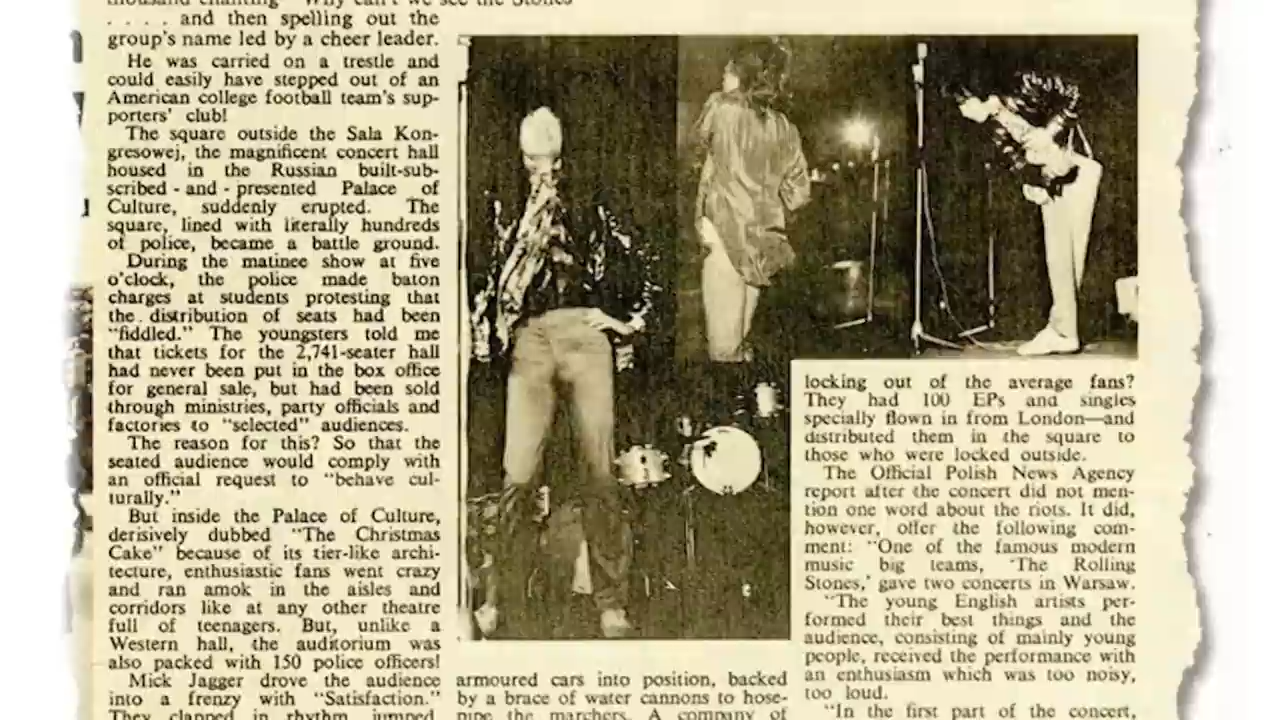 thousand chanting "Why can't we see the Stones"
. . . . and then spelling out the
group's name led by a cheer leader.
He was carried on a trestle and
could easily have stepped out of an
American college football team's sup-
porters' club!
The square outside the Sala Kon-
gresowej, the magnificent concert hall
housed in the Russian built-sub-
scribed - and - presented Palace of
Culture, suddenly erupted. The
square, lined with literally hundreds
of police, became a battle ground.
During the matinee show at five
o'clock, the police made baton
charges at students protesting that
the distribution of seats had been
"fiddled." The youngsters told me
that tickets for the 2,741-seater hall
had never been put in the box office
for general sale, but had been sold
through ministries, party officials and
factories to "selected" audiences.
The reason for this? So that the
seated audience would comply with
an official request to "behave cul-
turally."
But inside the Palace of Culture,
derisively dubbed "The Christmas
Cake" because of its tier-like archi-
tecture, enthusiastic fans went crazy
and ran amok in the aisles and
corridors like at any other theatre
full of teenagers. But, unlike a
Western hall, the auditorium was
also packed with 150 police officers!
Mick Jagger drove the audience
into a frenzy with "Satisfaction."
They clapped in rhythm, jumped,
armoured cars into position, backed
by a brace of water cannons to hose-
pipe the marchers. A company of
locking out of the average fans?
They had 100 EPs and singles
specially flown in from London—and
distributed them in the square to
those who were locked outside.
The Official Polish News Agency
report after the concert did not men-
tion one word about the riots. It did,
however, offer the following com-
ment: "One of the famous modern
music big teams, 'The Rolling
Stones,' gave two concerts in Warsaw.
"The young English artists per-
formed their best things and the
audience, consisting of mainly young
people, received the performance with
an enthusiasm which was too noisy,
too loud.
"In the first part of the concert,